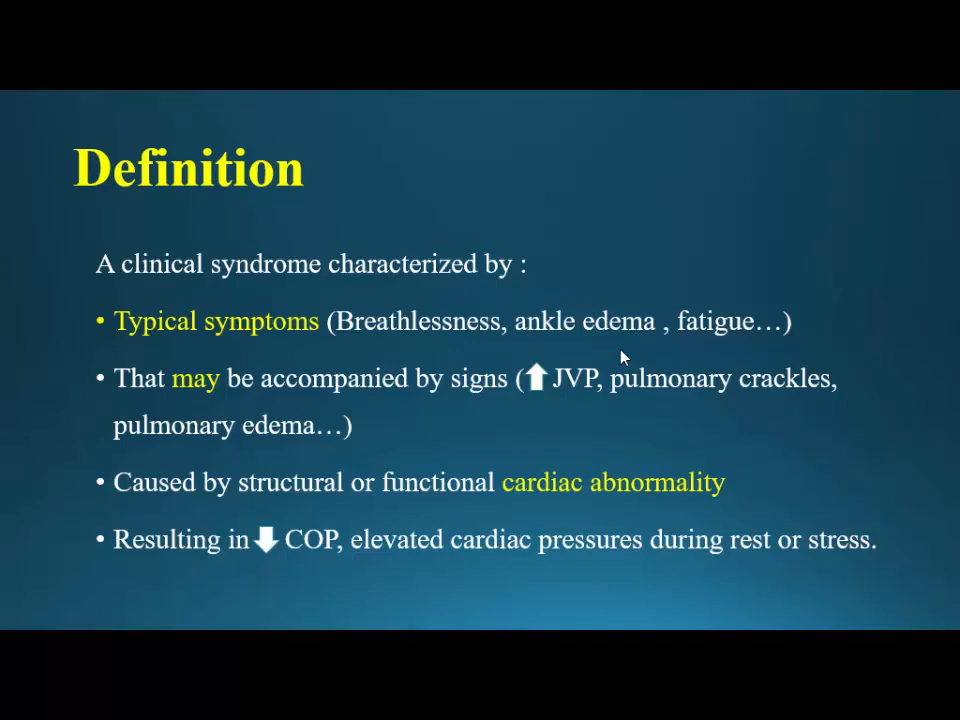 Definition
A clinical syndrome characterized by :
• Typical symptoms (Breathlessness, ankle edema , fatigue…)
• That may be accompanied by signs (⬆JVP, pulmonary crackles,
pulmonary edema…)
• Caused by structural or functional cardiac abnormality
• Resulting in⬇ COP, elevated cardiac pressures during rest or stress.